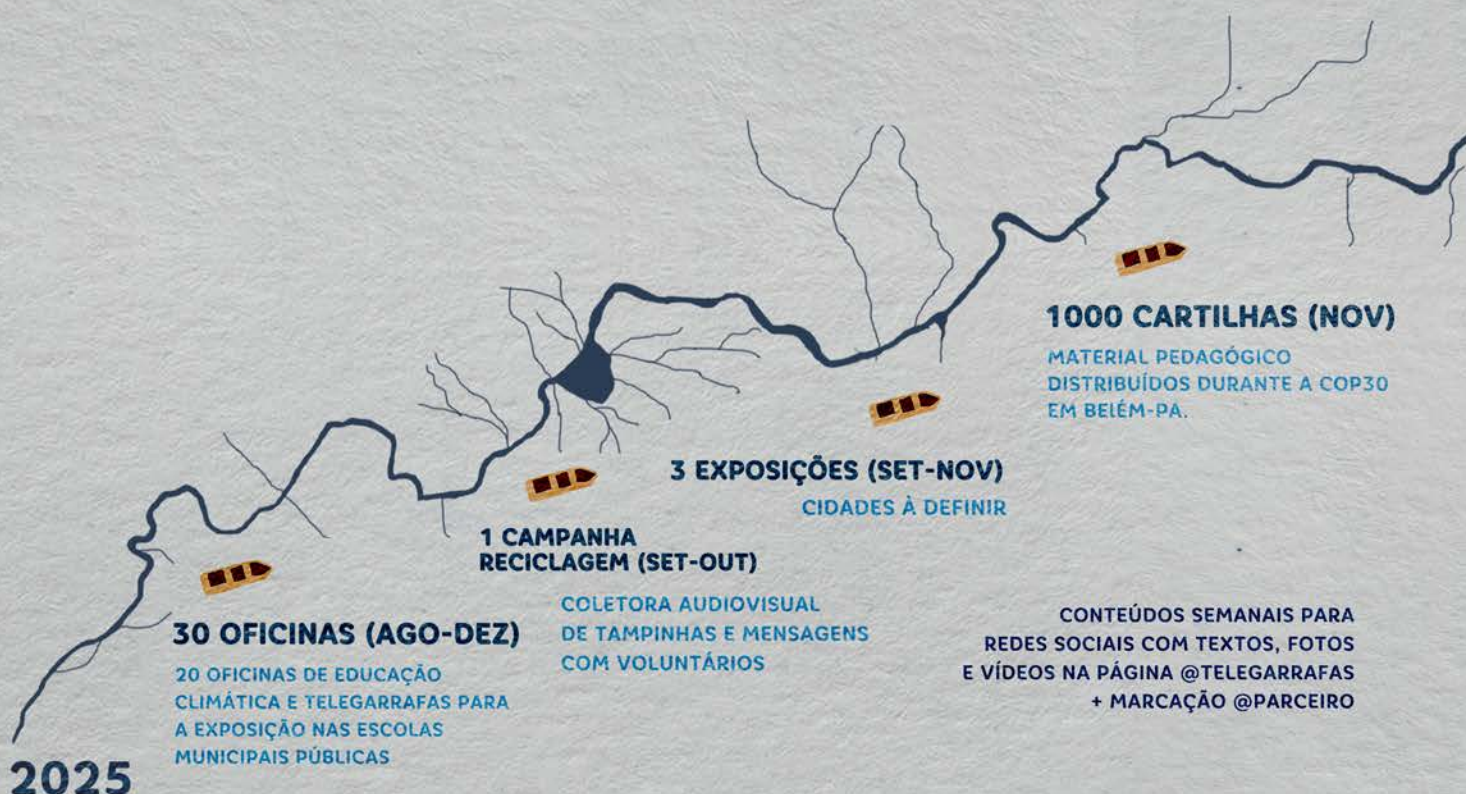 1000 CARTILHAS (NOV)
MATERIAL PEDAGÓGICO
DISTRIBUÍDOS DURANTE A COP30
EM BELÉM-PA.
3 EXPOSIÇÕES (SET-NOV)
CIDADES À DEFINIR
1 CAMPANHA
RECICLAGEM (SET-OUT)
COLETORA AUDIOVISUAL
DE TAMPINHAS E MENSAGENS
COM VOLUNTÁRIOS
30 OFICINAS (AGO-DEZ)
20 OFICINAS DE EDUCAÇÃO
CLIMÁTICA E TELEGARRAFAS PARA
A EXPOSIÇÃO NAS ESCOLAS
MUNICIPAIS PÚBLICAS
CONTEÚDOS SEMANAIS PARA
REDES SOCIAIS COM TEXTOS, FOTOS
E VÍDEOS NA PÁGINA @TELEGARRAFAS
+ MARCAÇÃO @PARCEIRO
2025